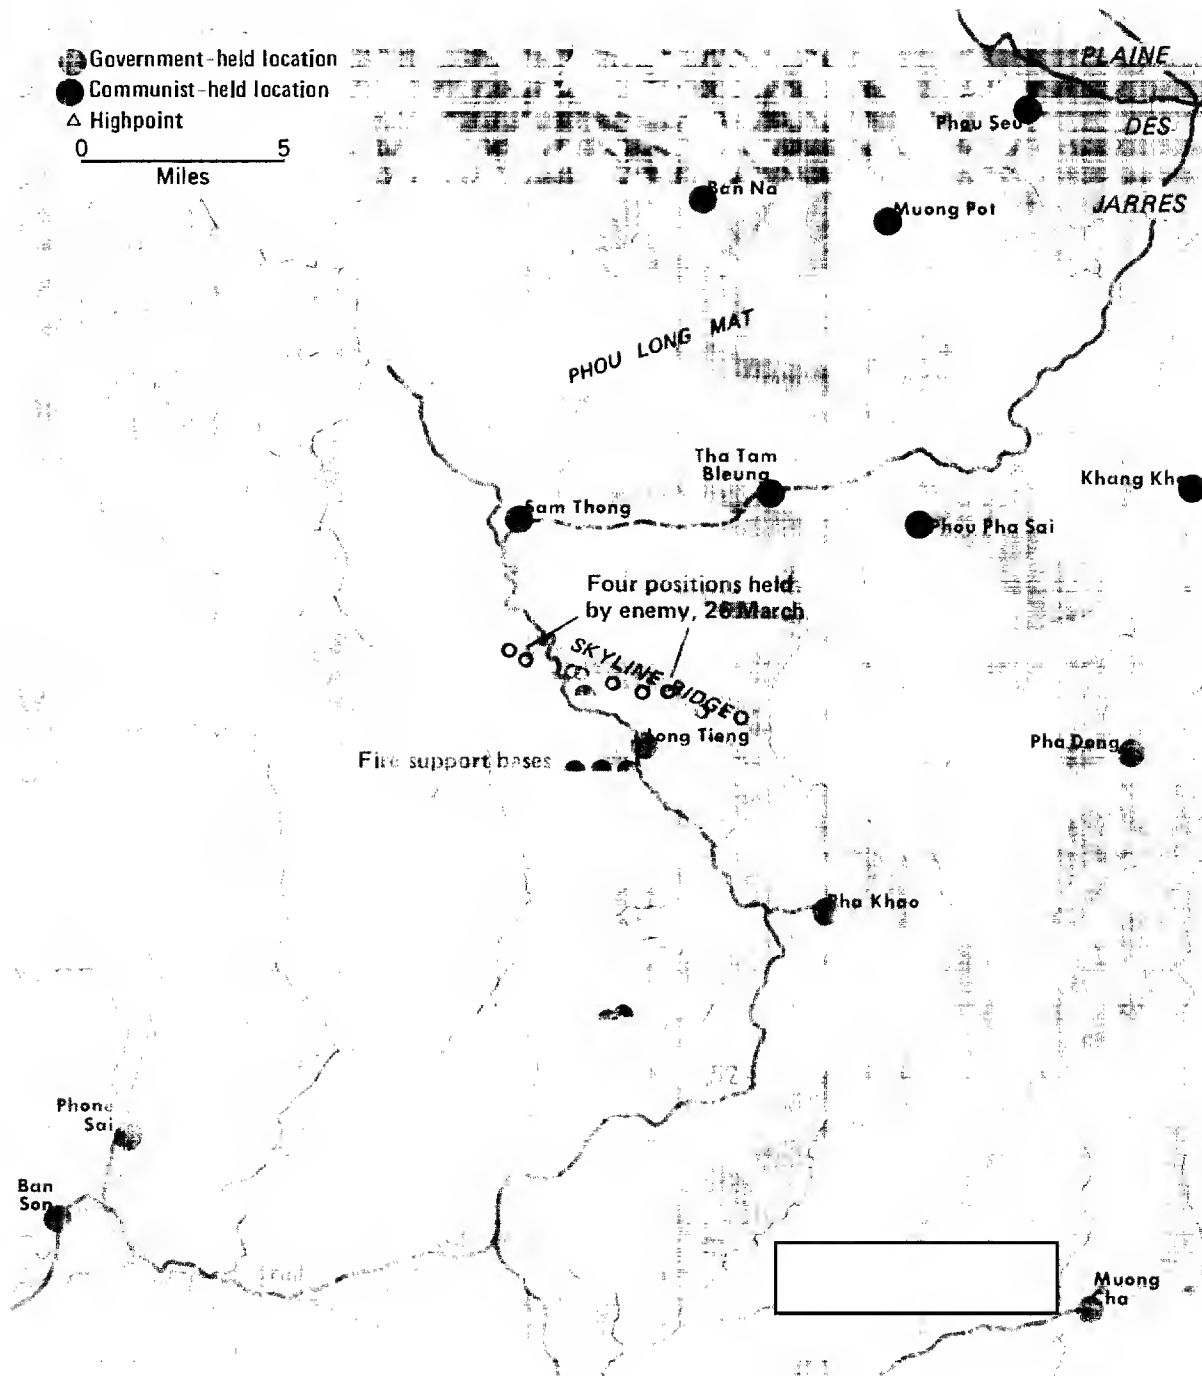 Government-held location
Communist-held location
Highpoint
0 5
Miles
PLAINE
DES
JARRES
Phou Seu
Ban Na
Muong Pot
PHOU LONG MAT
Tha Tam
Bleung
Khang Kho
Sam Thong
Phou Pha Sai
Four positions held
by enemy, 26 March
SKYLINE RIDGE
Long Tieng
Pha Dong
Fire support bases
Pha Khao
Phone
Sai
Ban
Son
trail
Muong
Cha